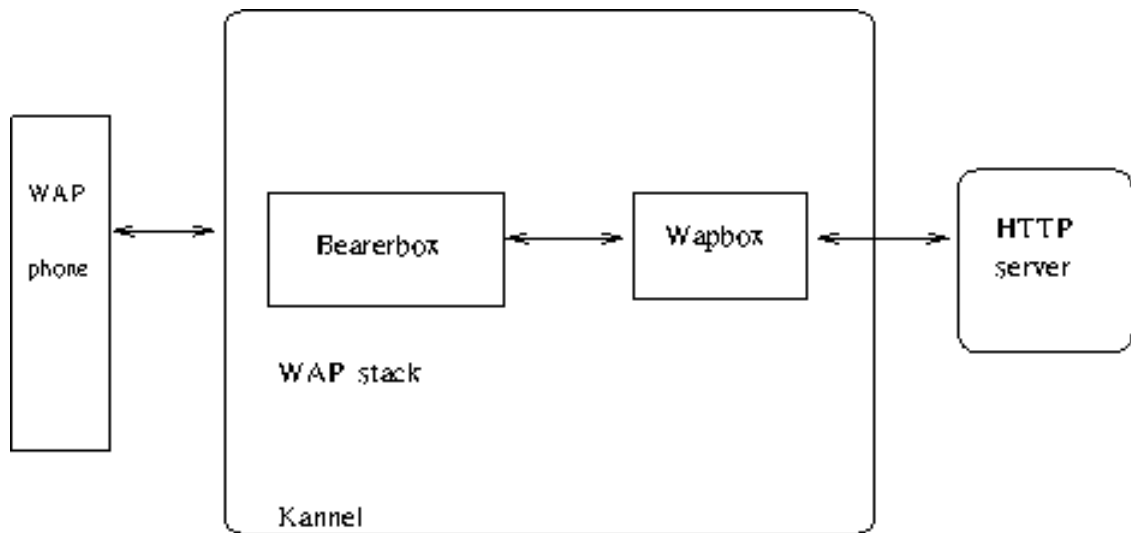 WAP
phone
Bearerbox
Wapbox
HTTP
server
WAP stack
Kannel